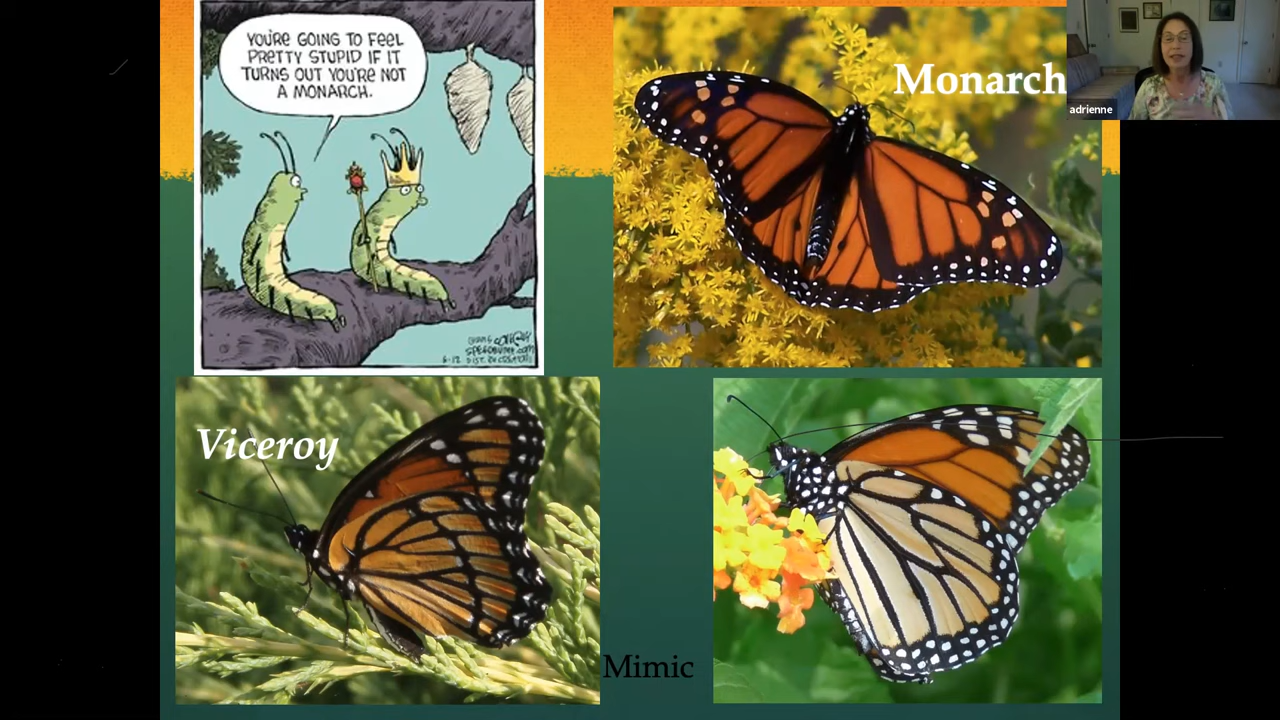 YOU'RE GOING TO FEEL
PRETTY STUPID IF IT
TURNS OUT YOU'RE NOT
A MONARCH.
Monarch
adrienne
Viceroy
Mimic